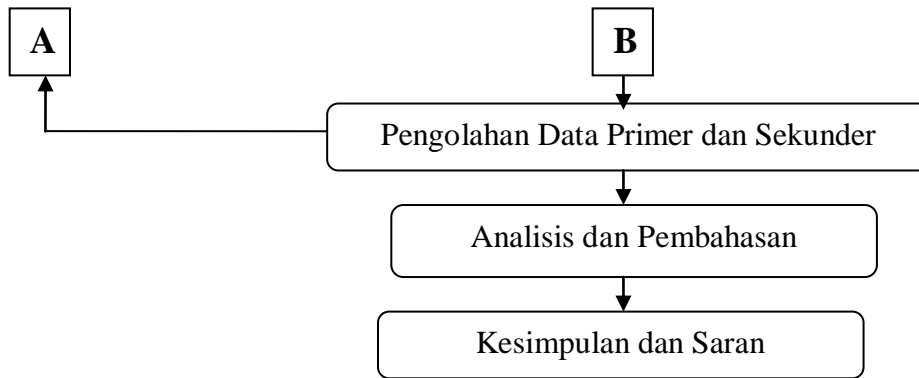 A
B
Pengolahan Data Primer dan Sekunder
Analisis dan Pembahasan
Kesimpulan dan Saran